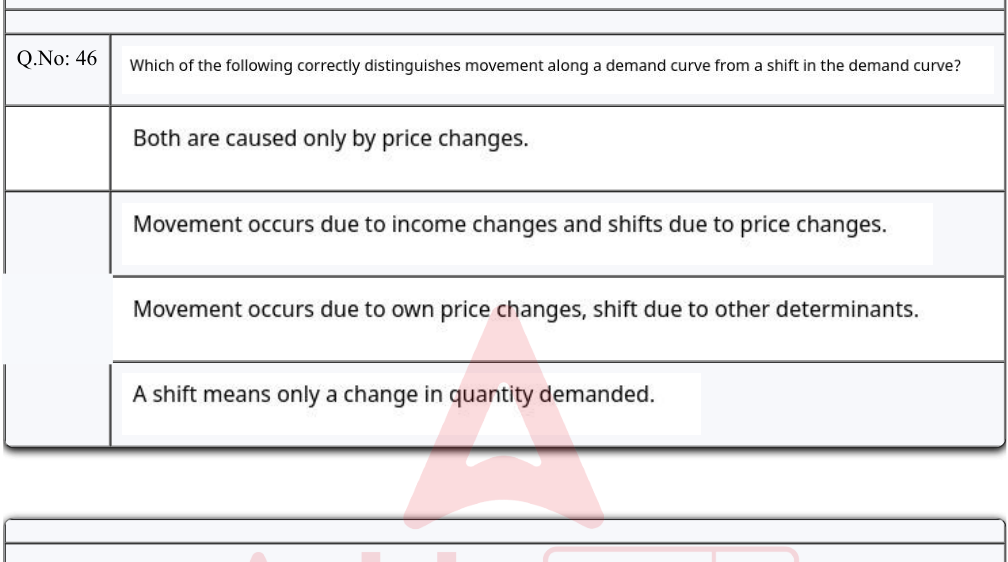 Q.No: 46
Which of the following correctly distinguishes movement along a demand curve from a shift in the demand curve?
Both are caused only by price changes.
Movement occurs due to income changes and shifts due to price changes.
Movement occurs due to own price changes, shift due to other determinants.
A shift means only a change in quantity demanded.